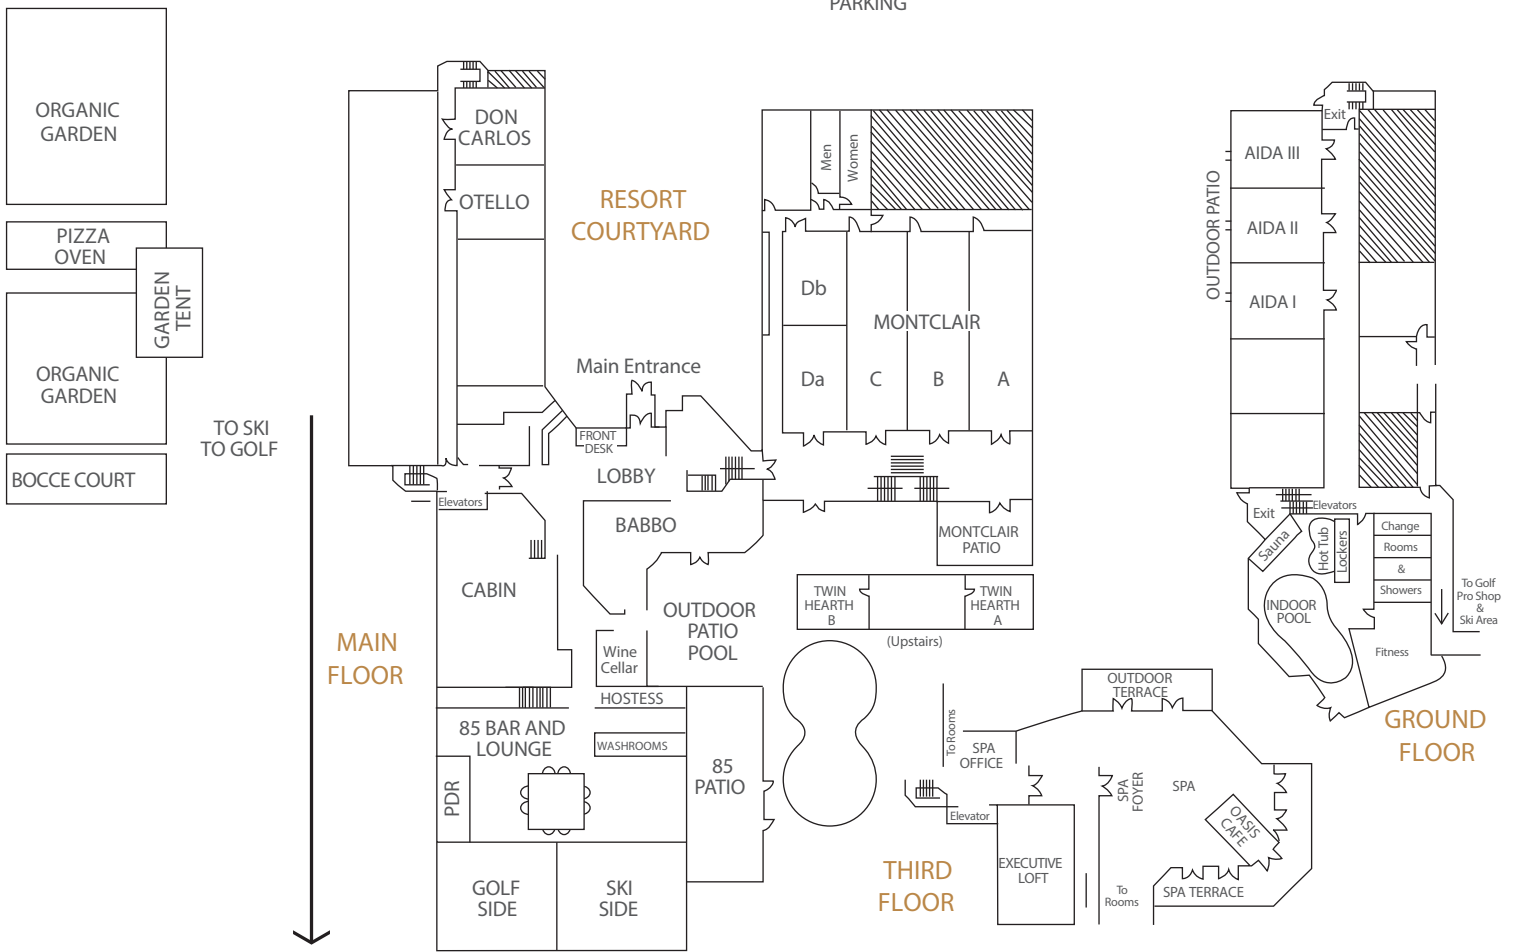 PARKING
ORGANIC
GARDEN
PIZZA
OVEN
GARDEN
TENT
ORGANIC
GARDEN
BOCCE COURT
TO SKI
TO GOLF
MAIN
FLOOR
DON
CARLOS
OTELLO
RESORT
COURTYARD
Main Entrance
FRONT
DESK
LOBBY
Elevators
BABBO
CABIN
OUTDOOR
PATIO
POOL
Wine
Cellar
HOSTESS
85 BAR AND
LOUNGE
WASHROOMS
PDR
85
PATIO
GOLF
SIDE
SKI
SIDE
Men
Women
Db
MONTCLAIR
Da
C
B
A
MONTCLAIR
PATIO
TWIN
HEARTH
B
TWIN
HEARTH
A
(Upstairs)
THIRD
FLOOR
To Rooms
SPA
OFFICE
OUTDOOR
TERRACE
Elevator
SPA
FOYER
SPA
OASIS
CAFE
EXECUTIVE
LOFT
To
Rooms
SPA TERRACE
Exit
OUTDOOR PATIO
AIDA III
AIDA II
AIDA I
Exit
Elevators
Sauna
Hot Tub
Lockers
Change
Rooms
&
Showers
INDOOR
POOL
Fitness
To Golf
Pro Shop
&
Ski Area
GROUND
FLOOR